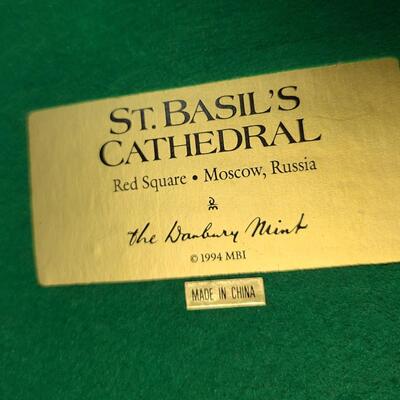 ST. BASIL'S
CATHEDRAL
Red Square • Moscow, Russia
the Danbury Mint
© 1994 MBI
MADE IN CHINA